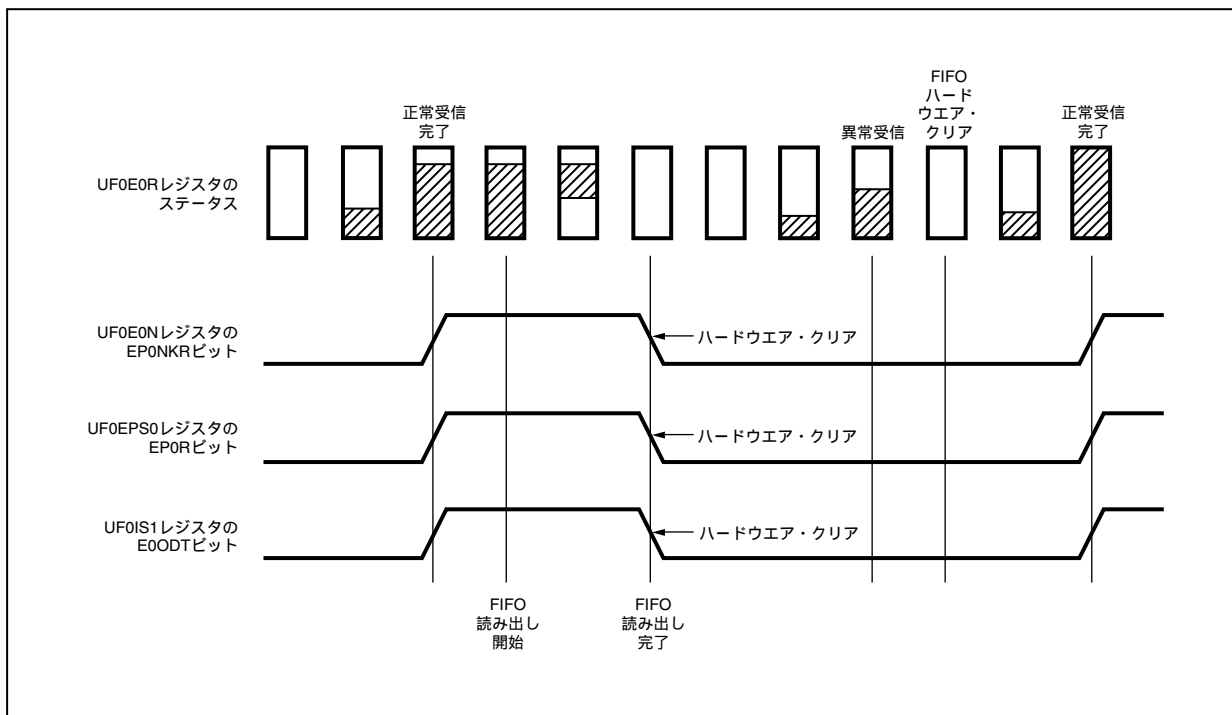 FIFO
ハード
ウエア・
クリア
正常受信
完了
異常受信
正常受信
完了
UF0E0Rレジスタの
ステータス
UF0E0Nレジスタの
EP0NKRビット
ハードウエア・クリア
UF0EPS0レジスタの
EP0Rビット
ハードウエア・クリア
UF0IS1レジスタの
E0ODTビット
ハードウエア・クリア
FIFO
読み出し
開始
FIFO
読み出し
完了